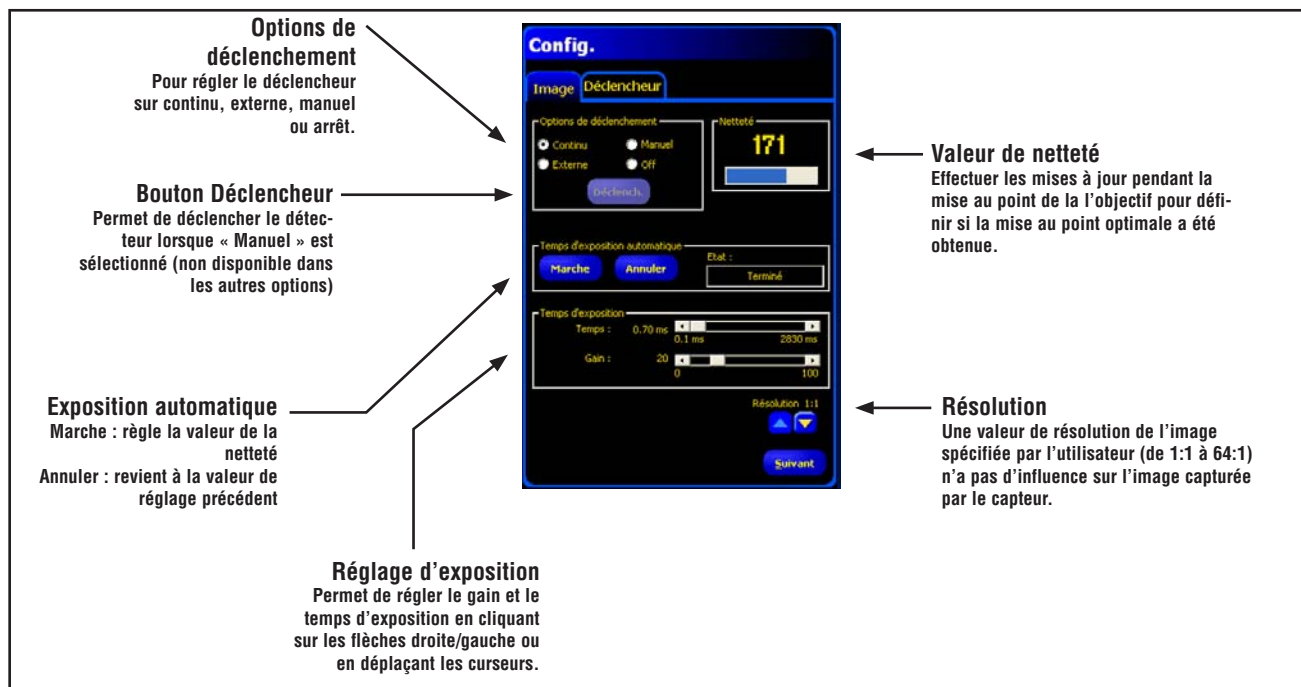 Options de
déclenchement
Pour régler le déclencheur
sur continu, externe, manuel
ou arrêt.
Bouton Déclencheur
Permet de déclencher le détec-
teur lorsque « Manuel » est
sélectionné (non disponible dans
les autres options)
Exposition automatique
Marche : règle la valeur de la
netteté
Annuler : revient à la valeur de
réglage précédent
Réglage d’exposition
Permet de régler le gain et le
temps d’exposition en cliquant
sur les flèches droite/gauche ou
en déplaçant les curseurs.
Config.
Image Déclencheur
Options de déclenchement
Continu Manuel
Externe Off
Déclench.
Netteté
171
Temps d'exposition automatique
Marche Annuler
Etat :
Terminé
Temps d'exposition
Temps : 0.70 ms
0.1 ms 2830 ms
Gain : 20
0 100
Résolution 1:1
Suivant
Valeur de netteté
Effectuer les mises à jour pendant la
mise au point de la l’objectif pour défi-
nir si la mise au point optimale a été
obtenue.
Résolution
Une valeur de résolution de l’image
spécifiée par l’utilisateur (de 1:1 à 64:1)
n’a pas d’influence sur l’image capturée
par le capteur.